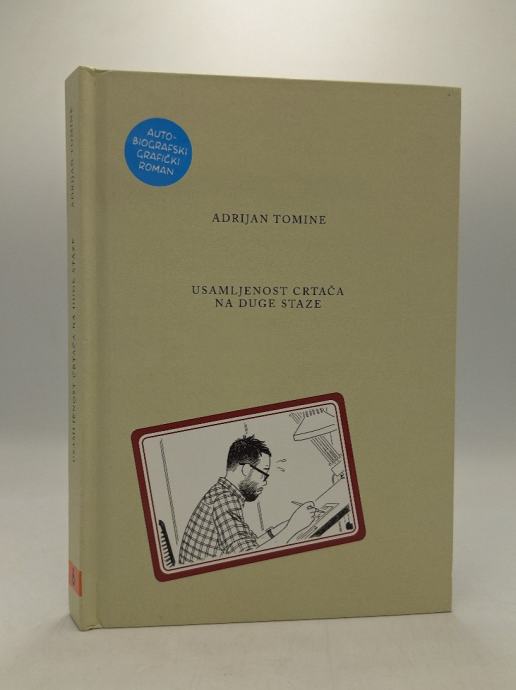 AUTO-
BIOGRAFSKI
GRAFIČKI
ROMAN
ADRIJAN TOMINE
USAMLJENOST CRTAČA
NA DUGE STAZE
ADRIJAN TOMINE
USAMLJENOST CRTAČA NA DUGE STAZE